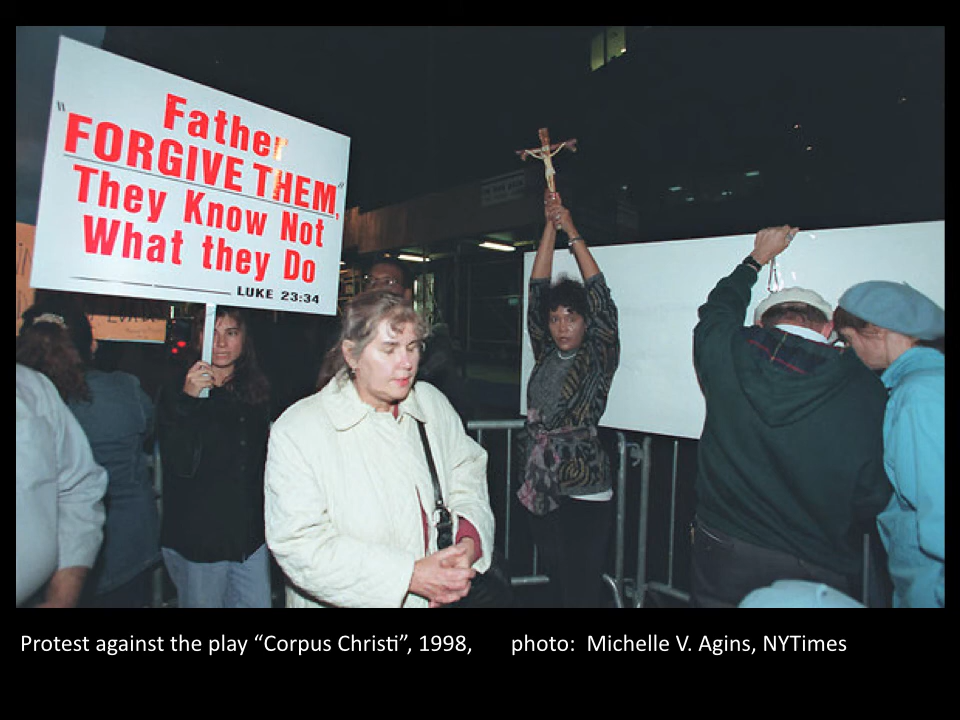 Father
"FORGIVE THEM,"
They Know Not
What they Do
LUKE 23:34
Protest against the play “Corpus Christi”, 1998, photo: Michelle V. Agins, NYTimes